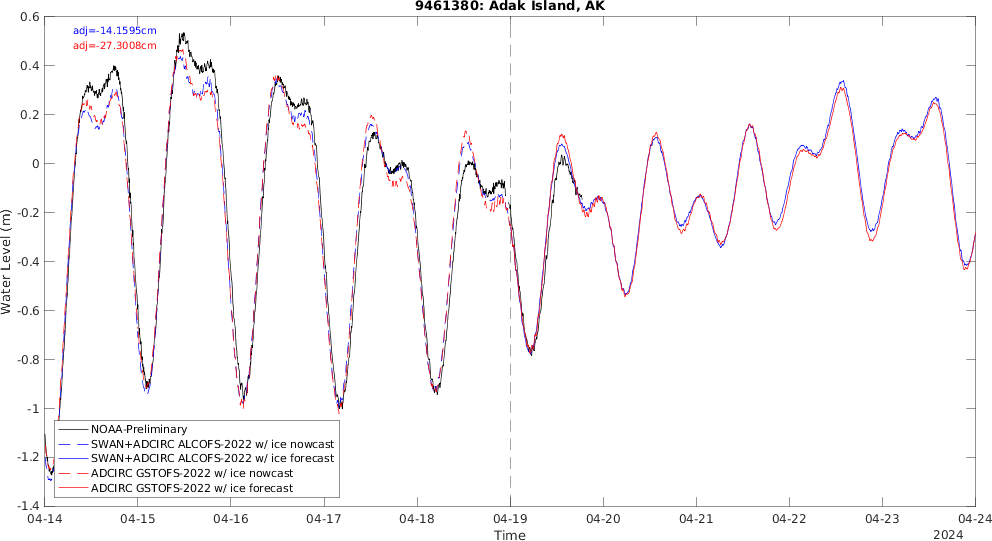 9461380: Adak Island, AK
adj=-14.1595cm
adj=-27.3008cm
0.6
0.4
0.2
0
-0.2
-0.4
-0.6
-0.8
-1
-1.2
-1.4
Water Level (m)
NOAA-Preliminary
SWAN+ADCIRC ALCOFS-2022 w/ ice nowcast
SWAN+ADCIRC ALCOFS-2022 w/ ice forecast
ADCIRC GSTOFS-2022 w/ ice nowcast
ADCIRC GSTOFS-2022 w/ ice forecast
04-14 04-15 04-16 04-17 04-18 04-19 04-20 04-21 04-22 04-23 04-24
Time
2024